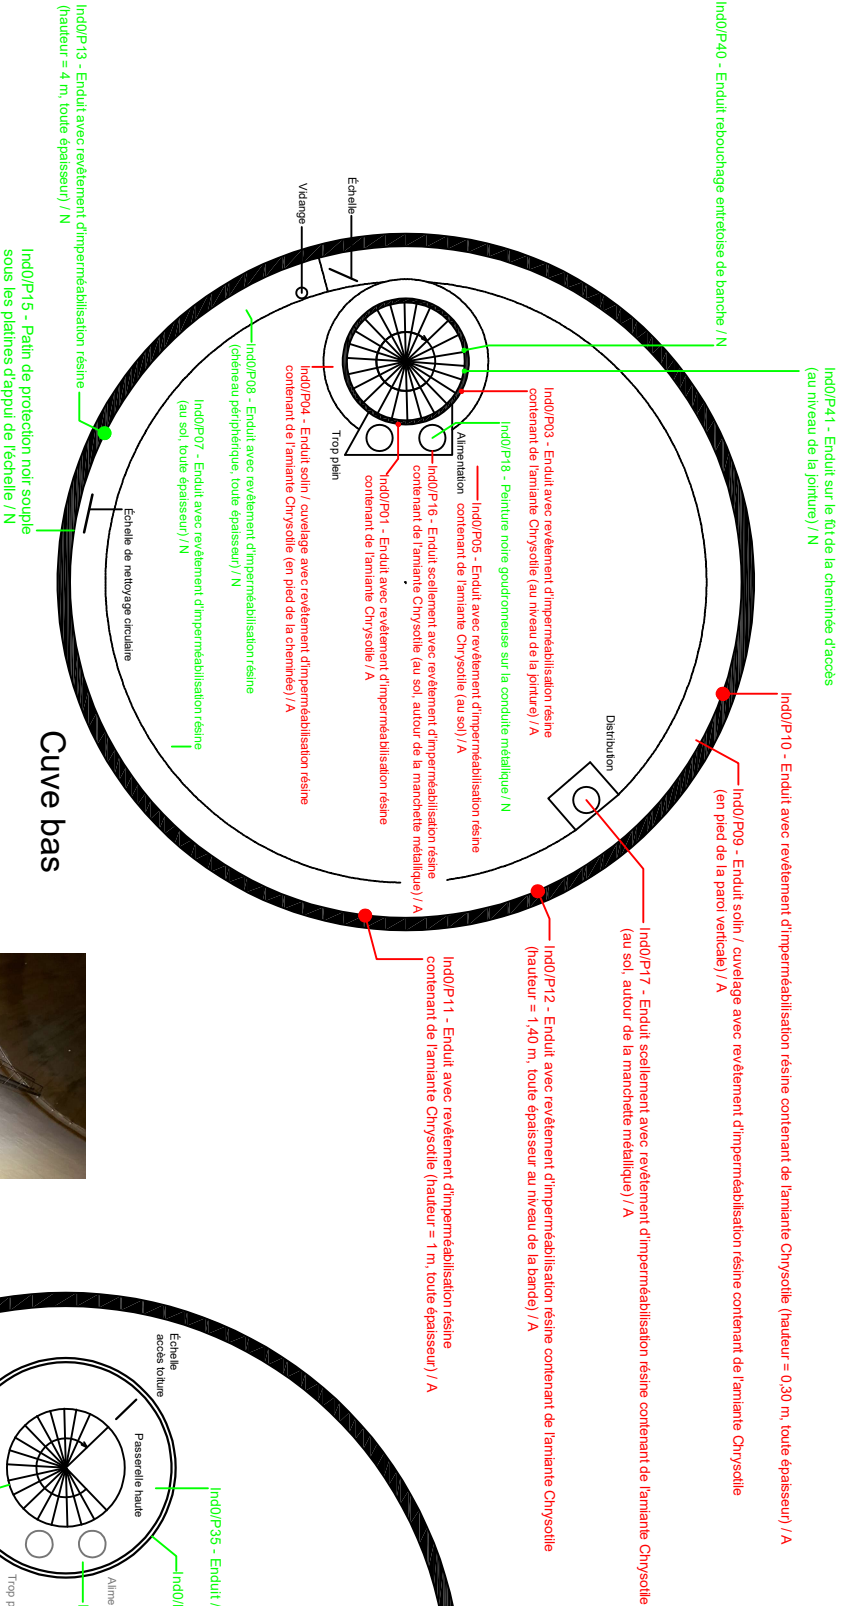 Ind0/P40 - Enduit rebouchage entretoise de banche / N
Ind0/P41 - Enduit sur le fût de la cheminée d'accès
(au niveau de la jointure) / N
Ind0/P13 - Enduit avec revêtement d'imperméabilisation résine
(hauteur = 4 m, toute épaisseur) / N
Ind0/P15 - Patin de protection noir souple
sous les platines d'appui de l'échelle / N
Échelle
Vidange
Ind0/P03 - Enduit avec revêtement d'imperméabilisation résine
contenant de l'amiante Chrysotile (au niveau de la jointure) / A
Ind0/P18 - Peinture noire goudronneuse sur la conduite métallique / N
Ind0/P05 - Enduit avec revêtement d'imperméabilisation résine
contenant de l'amiante Chrysotile (au sol) / A
Alimentation
Ind0/P16 - Enduit scellement avec revêtement d'imperméabilisation résine
contenant de l'amiante Chrysotile (au sol, autour de la manchette métallique) / A
Ind0/P01 - Enduit avec revêtement d'imperméabilisation résine
contenant de l'amiante Chrysotile / A
Trop plein
Ind0/P04 - Enduit solin / cuvelage avec revêtement d'imperméabilisation résine
contenant de l'amiante Chrysotile (en pied de la cheminée) / A
Ind0/P08 - Enduit avec revêtement d'imperméabilisation résine
(chéneau périphérique, toute épaisseur) / N
Ind0/P07 - Enduit avec revêtement d'imperméabilisation résine
(au sol, toute épaisseur) / N
Échelle de nettoyage circulaire
Distribution
Ind0/P10 - Enduit avec revêtement d'imperméabilisation résine contenant de l'amiante Chrysotile (hauteur = 0,30 m, toute épaisseur) / A
Ind0/P09 - Enduit solin / cuvelage avec revêtement d'imperméabilisation résine contenant de l'amiante Chrysotile
(en pied de la paroi verticale) / A
Ind0/P17 - Enduit scellement avec revêtement d'imperméabilisation résine contenant de l'amiante Chrysotile
(au sol, autour de la manchette métallique) / A
Ind0/P12 - Enduit avec revêtement d'imperméabilisation résine contenant de l'amiante Chrysotile
(hauteur = 1,40 m, toute épaisseur au niveau de la bande) / A
Ind0/P11 - Enduit avec revêtement d'imperméabilisation résine
contenant de l'amiante Chrysotile (hauteur = 1 m, toute épaisseur) / A
Cuve bas
Échelle
accès toiture
Passerelle haute
Ind0/P35 - Enduit /
Ind0/
Alime
Trop p